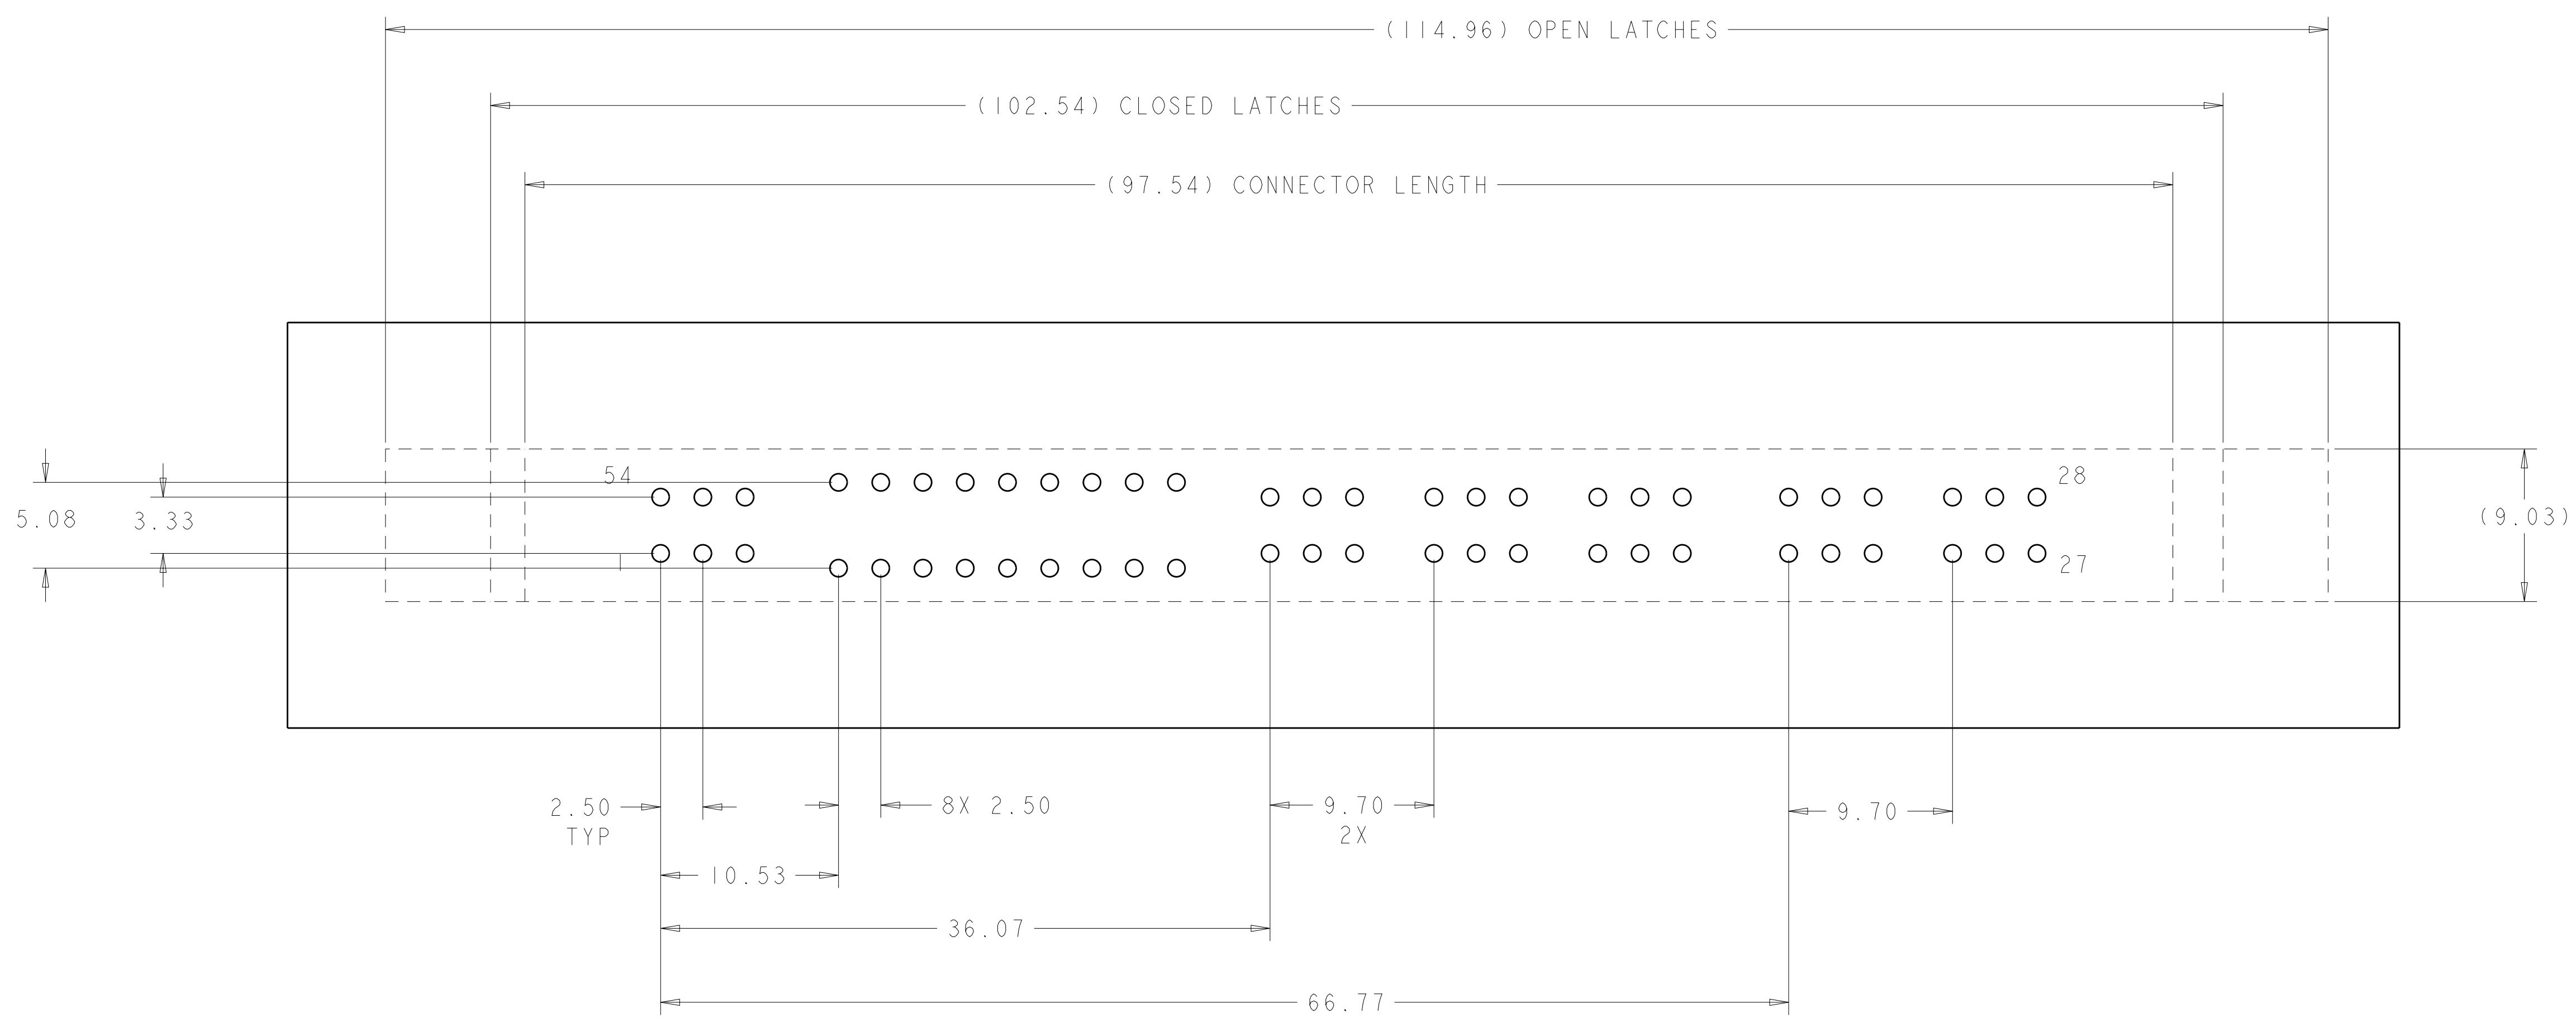 (114.96) OPEN LATCHES
(102.54) CLOSED LATCHES
(97.54) CONNECTOR LENGTH
54
28
5.08
3.33
(9.03)
1
27
2.50
TYP
8X 2.50
9.70
2X
9.70
10.53
36.07
66.77